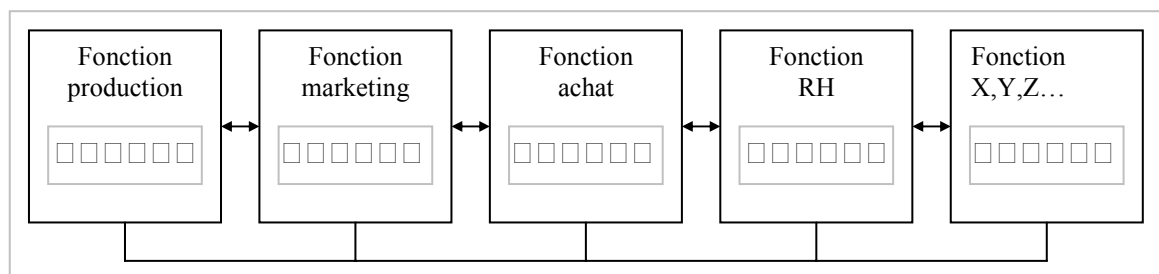 Fonction
production
Fonction
marketing
Fonction
achat
Fonction
RH
Fonction
X,Y,Z…